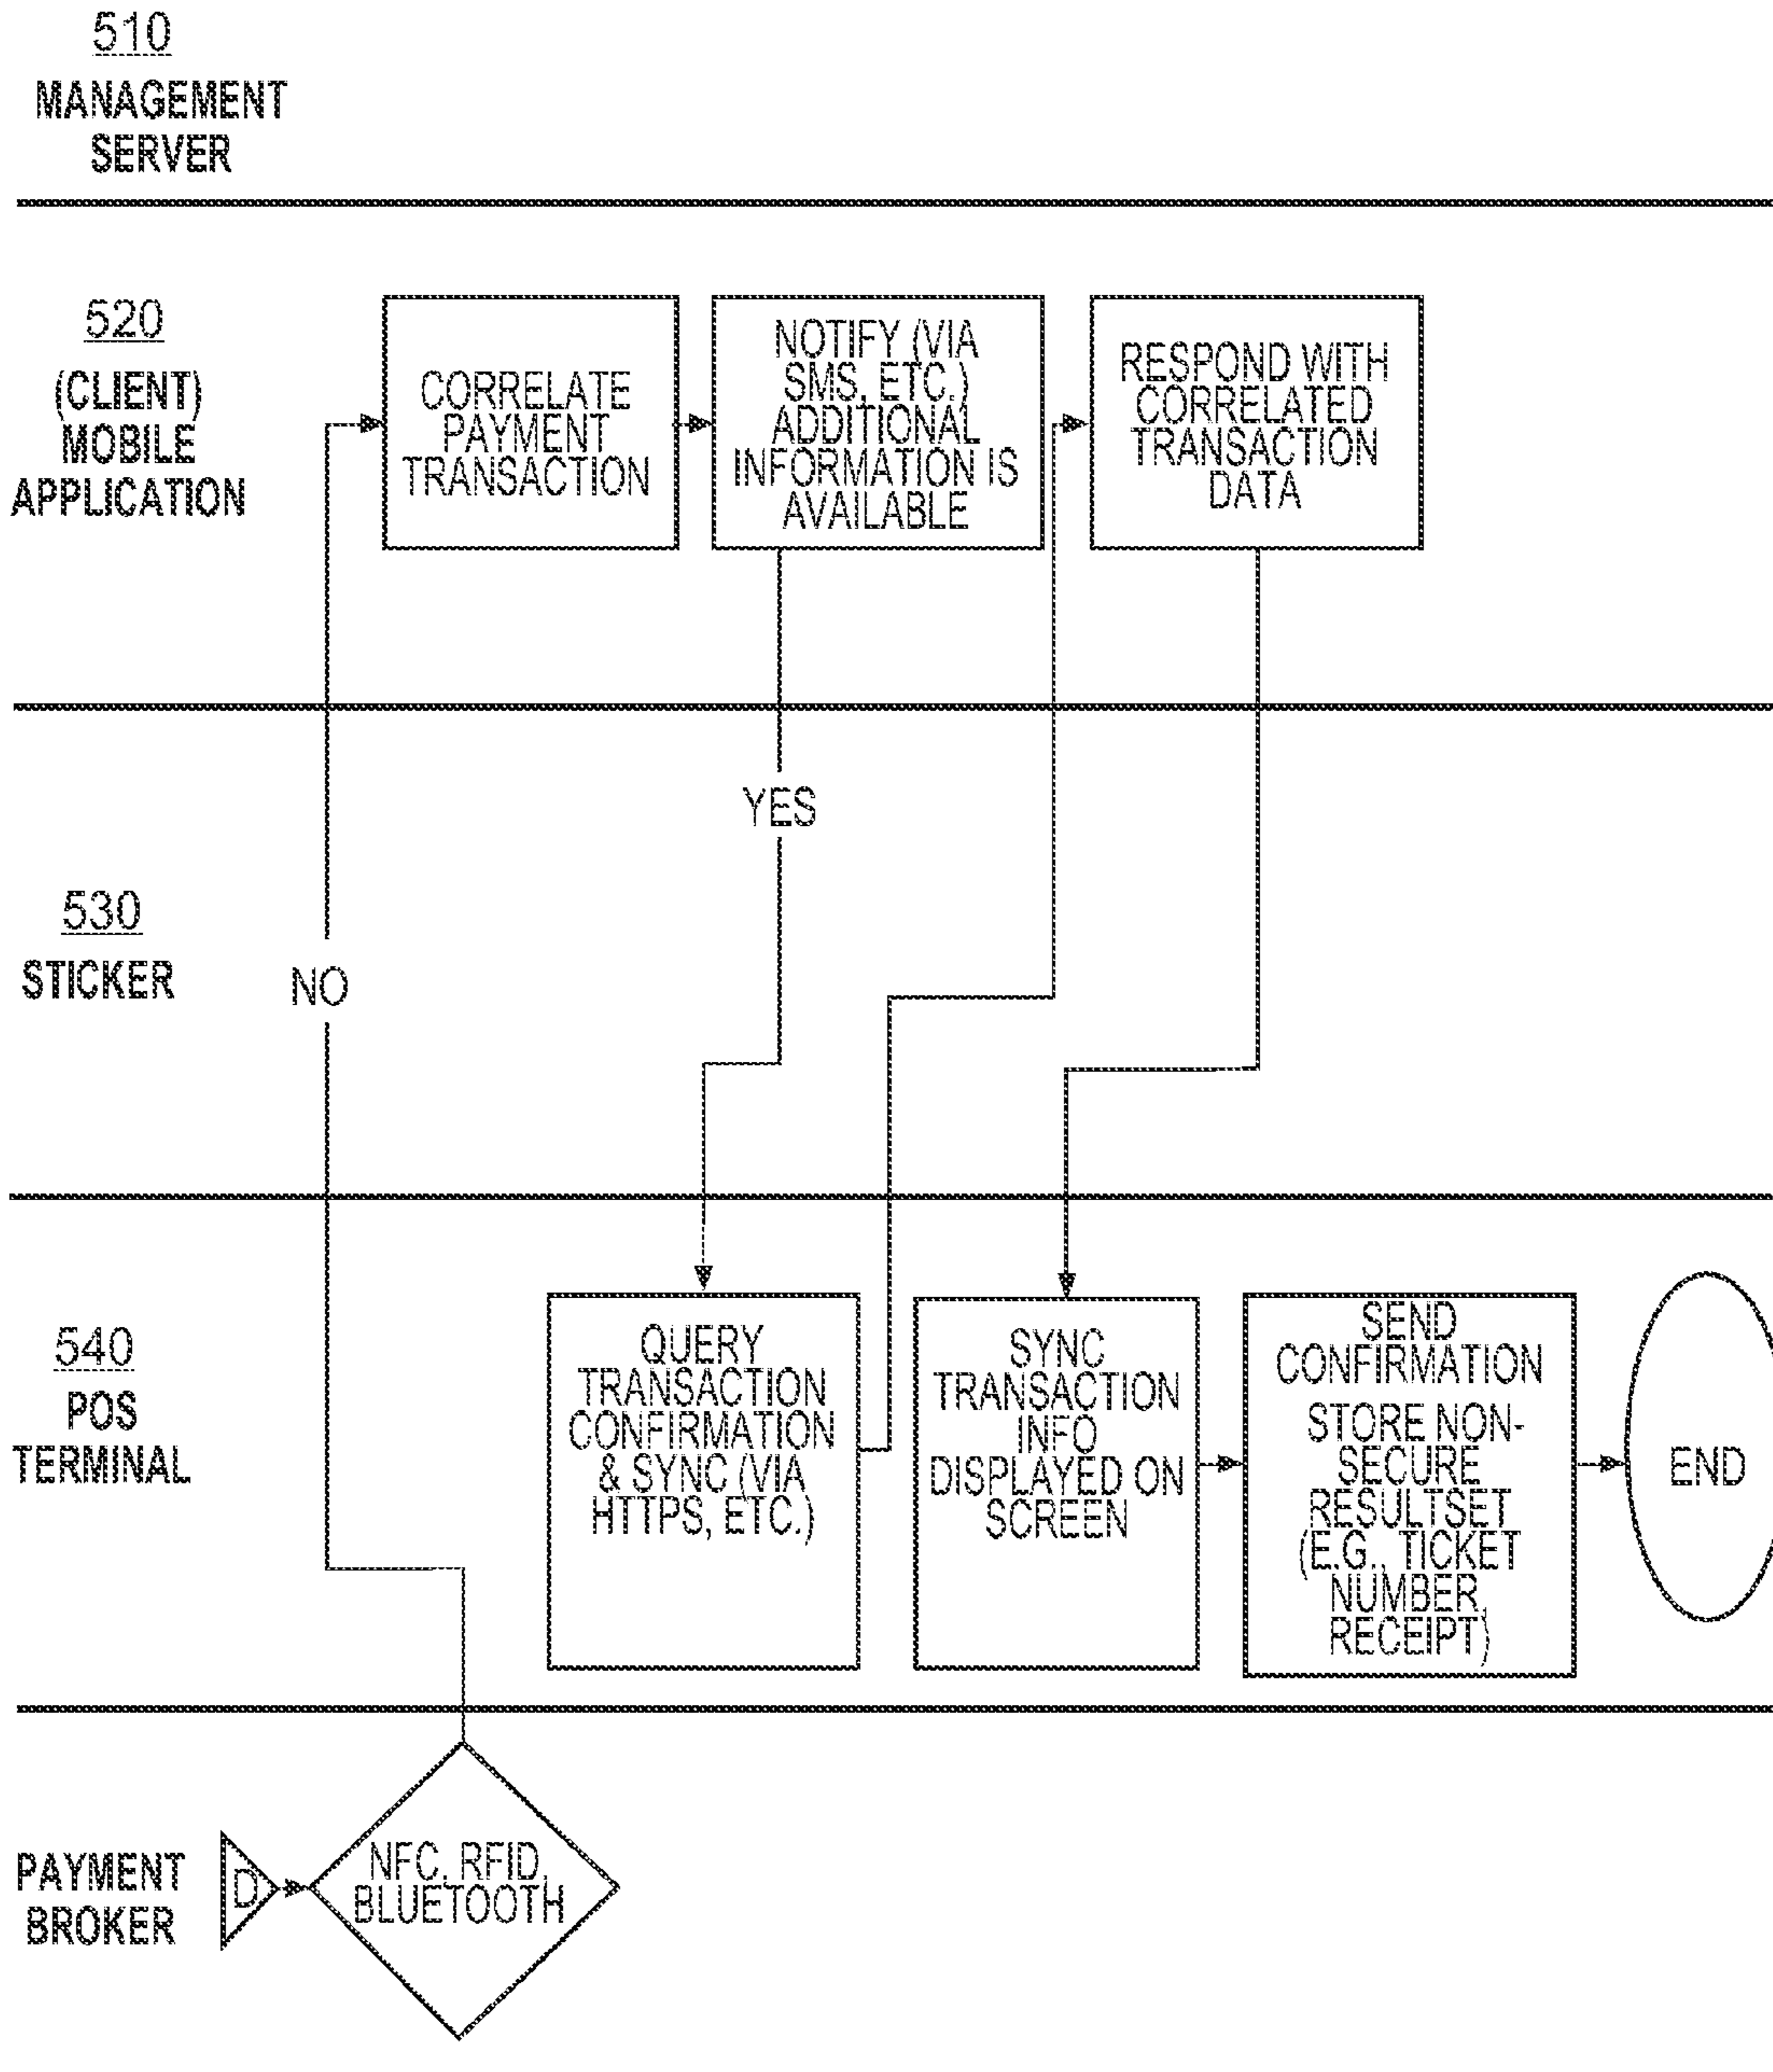 510
MANAGEMENT
SERVER
520
(CLIENT)
MOBILE
APPLICATION
CORRELATE
PAYMENT
TRANSACTION
NOTIFY (VIA
SMS, ETC.)
ADDITIONAL
INFORMATION IS
AVAILABLE
RESPOND WITH
CORRELATED
TRANSACTION
DATA
530
STICKER
NO
YES
540
POS
TERMINAL
QUERY
TRANSACTION
CONFIRMATION
& SYNC (VIA
HTTPS, ETC.)
SYNC
TRANSACTION
INFO
DISPLAYED ON
SCREEN
SEND
CONFIRMATION
STORE NON-
SECURE
RESULTSET
(E.G., TICKET
NUMBER,
RECEIPT)
END
PAYMENT
BROKER
D
NFC, RFID,
BLUETOOTH